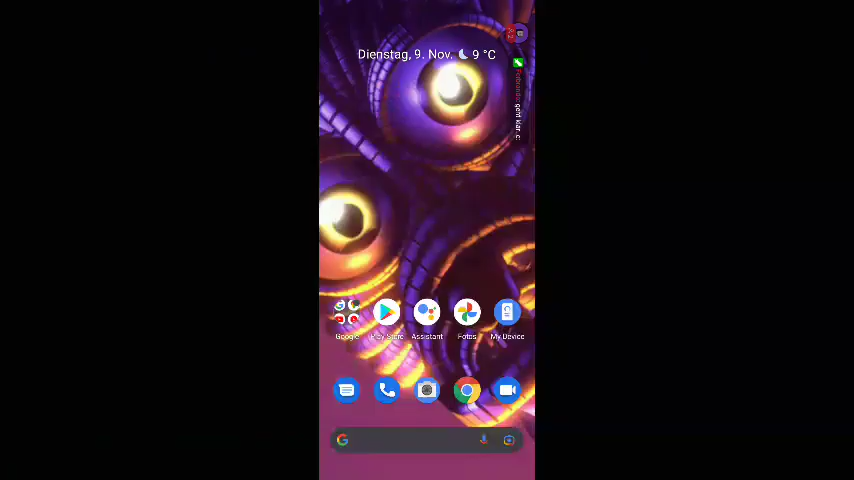 Dienstag, 9. Nov. 9 °C
Google
Play Store
Assistant
Fotos
My Device